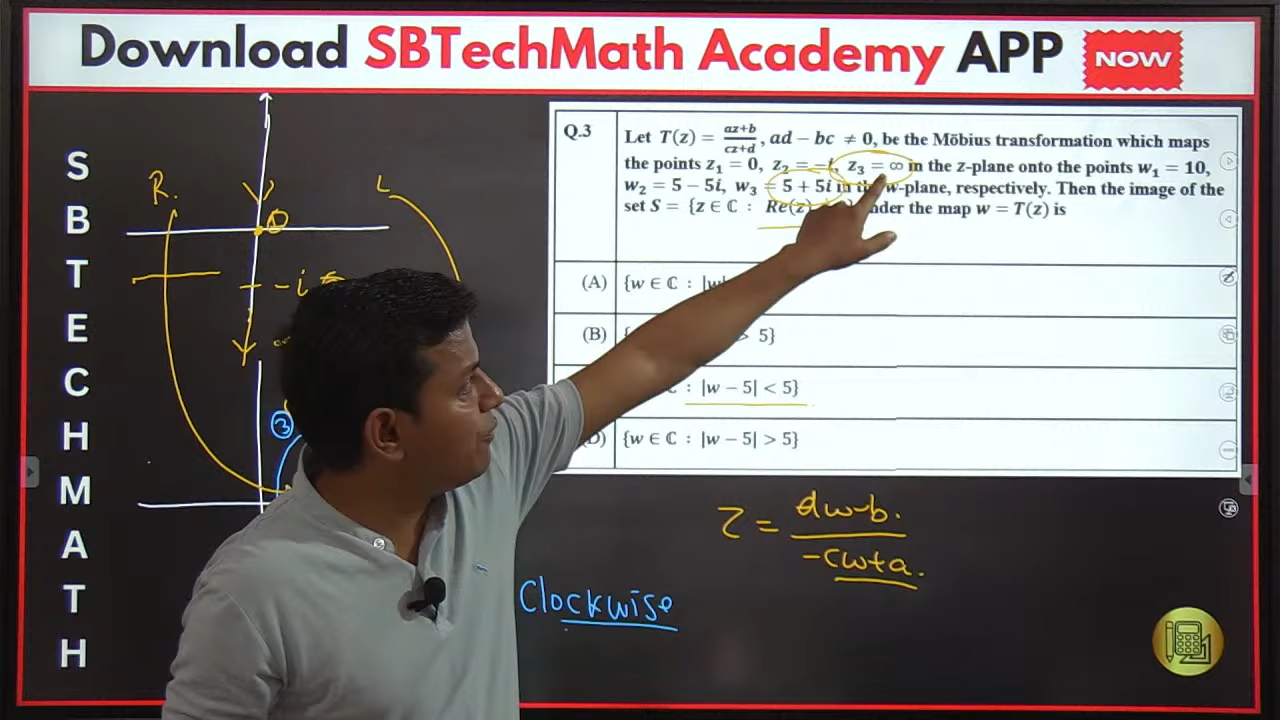 Download SBTechMath Academy APP NOW
S
B
T
E
C
H
M
A
T
H
R.
L
0
-i
3
Q.3
Let T(z) = az+b/cz+d, ad − bc ≠ 0, be the Möbius transformation which maps
the points z₁ = 0, z₂ = −i, z₃ = ∞ in the z-plane onto the points w₁ = 10,
w₂ = 5 − 5i, w₃ = 5 + 5i in w-plane, respectively. Then the image of the
set S = {z ∈ ℂ : Re(z) under the map w = T(z) is
(A) {w ∈ ℂ : |w
(B) > 5}
: |w − 5| < 5}
{w ∈ ℂ : |w − 5| > 5}
z = dw-b.
-cw+a.
Clockwise